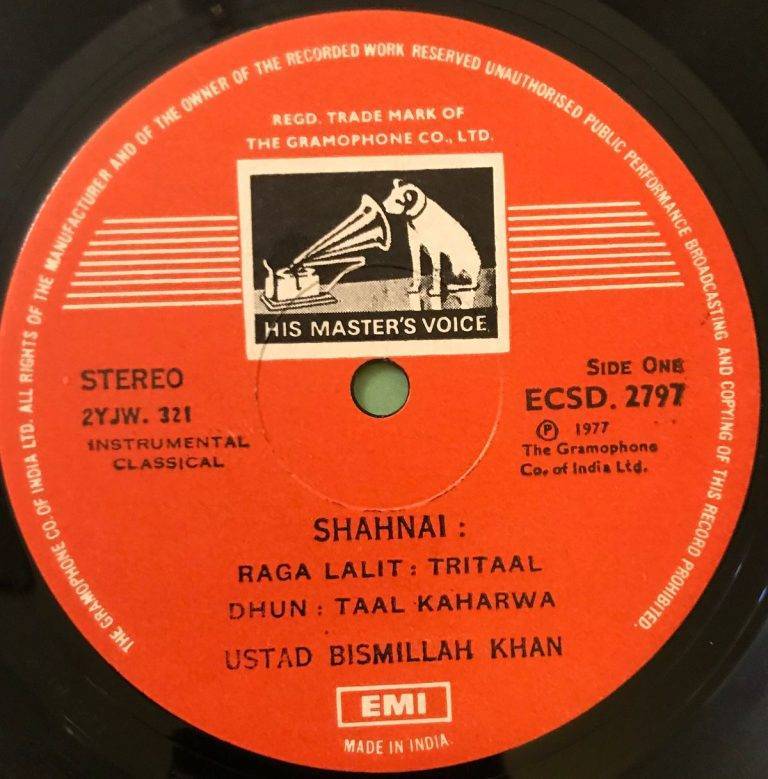 THE GRAMOPHONE CO. OF INDIA LTD. ALL RIGHTS OF THE MANUFACTURER AND OF THE OWNER OF THE RECORDED WORK RESERVED UNAUTHORISED PUBLIC PERFORMANCE BROADCASTING AND COPYING OF THIS RECORD PROHIBITED.
REGD. TRADE MARK OF
THE GRAMOPHONE CO., LTD.
HIS MASTER'S VOICE
STEREO
2YJW. 321
INSTRUMENTAL
CLASSICAL
SIDE ONE
ECSD. 2797
Ⓟ 1977
The Gramophone
Co. of India Ltd.
SHAHNAI :
RAGA LALIT : TRITAAL
DHUN : TAAL KAHARWA
USTAD BISMILLAH KHAN
EMI
MADE IN INDIA.